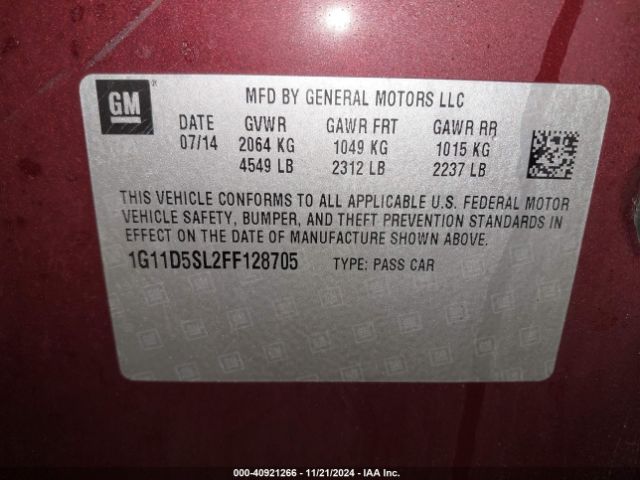 GM
MFD BY GENERAL MOTORS LLC
DATE GVWR GAWR FRT GAWR RR
07/14 2064 KG 1049 KG 1015 KG
4549 LB 2312 LB 2237 LB
THIS VEHICLE CONFORMS TO ALL APPLICABLE U.S. FEDERAL MOTOR
VEHICLE SAFETY, BUMPER, AND THEFT PREVENTION STANDARDS IN
EFFECT ON THE DATE OF MANUFACTURE SHOWN ABOVE.
1G11D5SL2FF128705 TYPE: PASS CAR
000-40921266 - 11/21/2024 - IAA Inc.